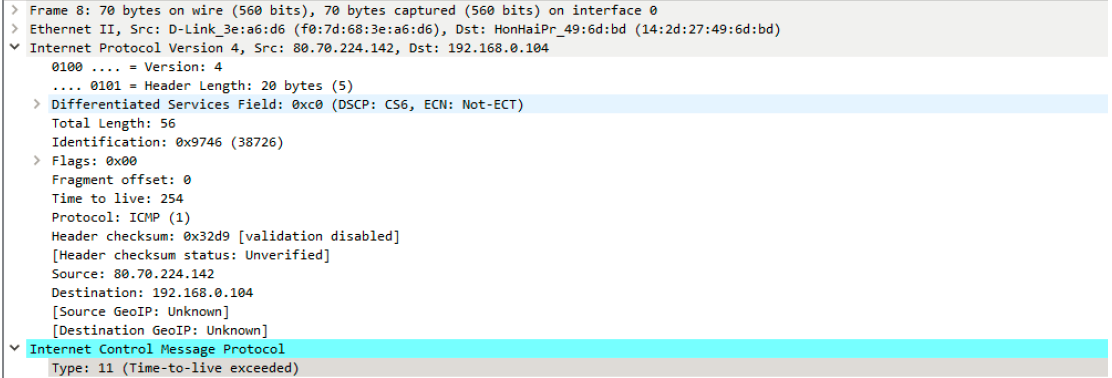 Frame 8: 70 bytes on wire (560 bits), 70 bytes captured (560 bits) on interface 0
Ethernet II, Src: D-Link_3e:a6:d6 (f0:7d:68:3e:a6:d6), Dst: HonHaiPr_49:6d:bd (14:2d:27:49:6d:bd)
Internet Protocol Version 4, Src: 80.70.224.142, Dst: 192.168.0.104
0100 .... = Version: 4
.... 0101 = Header Length: 20 bytes (5)
Differentiated Services Field: 0xc0 (DSCP: CS6, ECN: Not-ECT)
Total Length: 56
Identification: 0x9746 (38726)
Flags: 0x00
Fragment offset: 0
Time to live: 254
Protocol: ICMP (1)
Header checksum: 0x32d9 [validation disabled]
[Header checksum status: Unverified]
Source: 80.70.224.142
Destination: 192.168.0.104
[Source GeoIP: Unknown]
[Destination GeoIP: Unknown]
Internet Control Message Protocol
Type: 11 (Time-to-live exceeded)